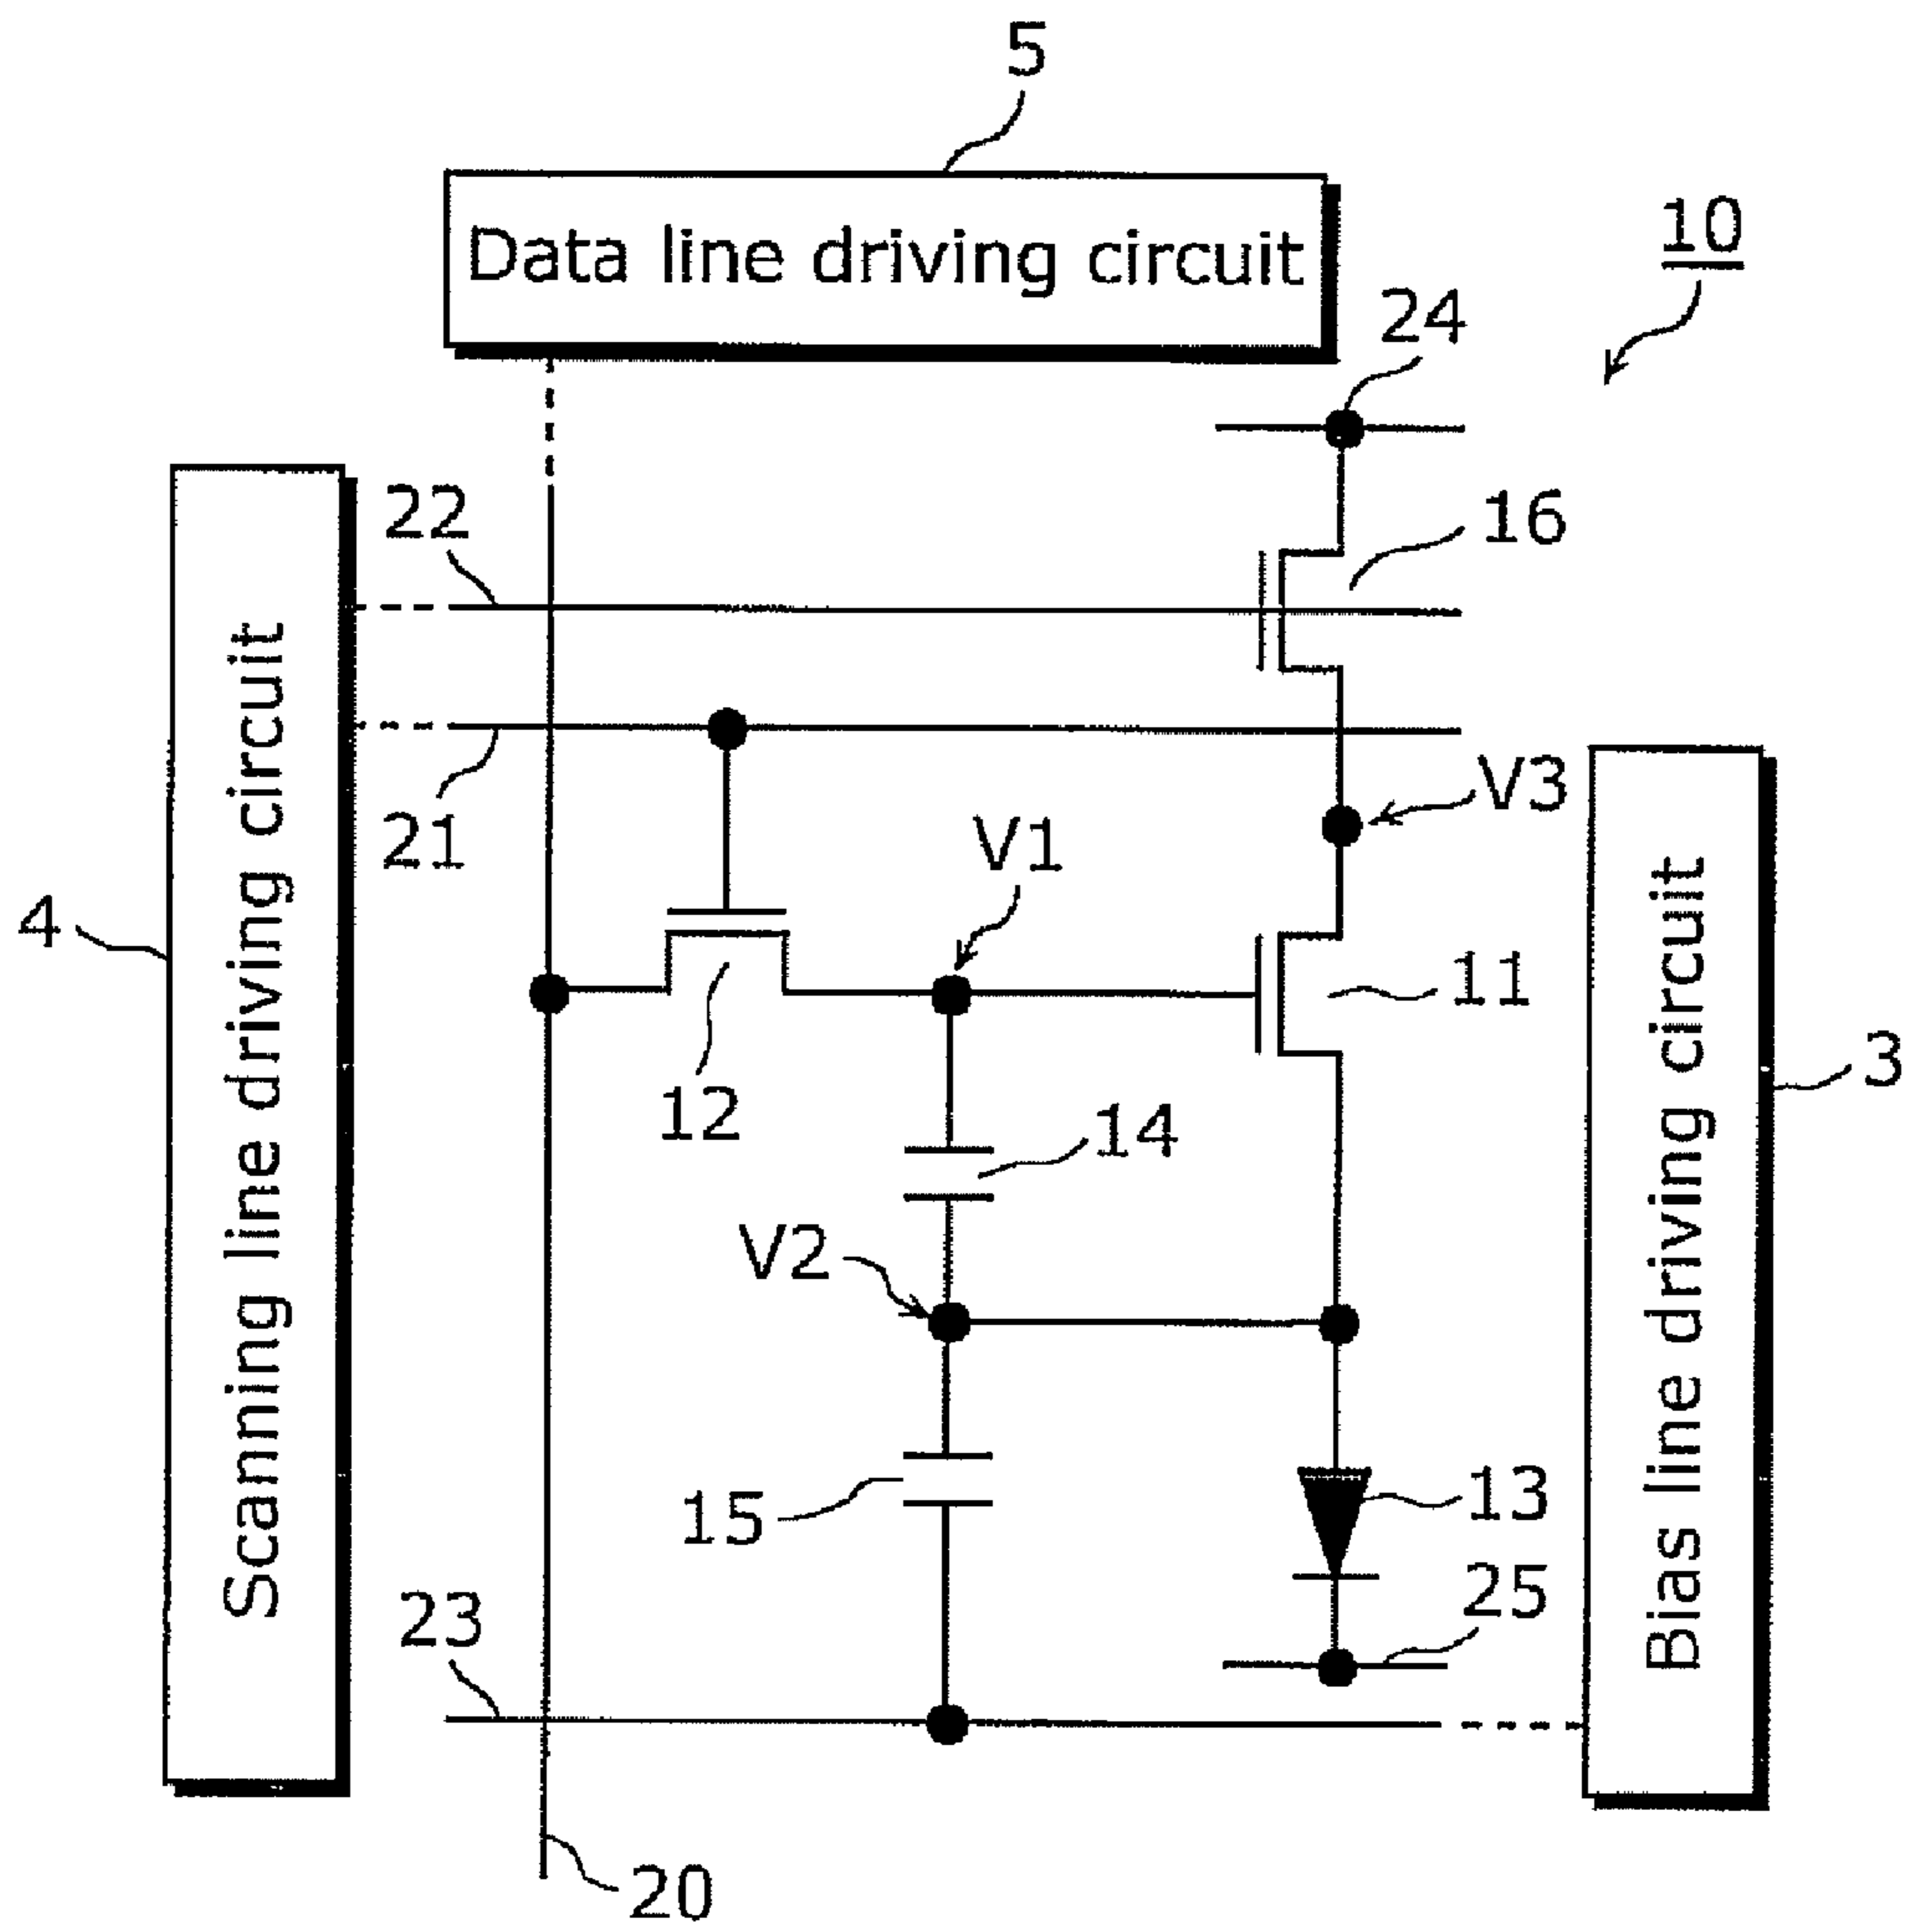 5
Data line driving circuit
10
24
22
16
Scanning line driving circuit
21
V1
V3
4
11
3
12
14
V2
Bias line driving circuit
15
13
25
23
20